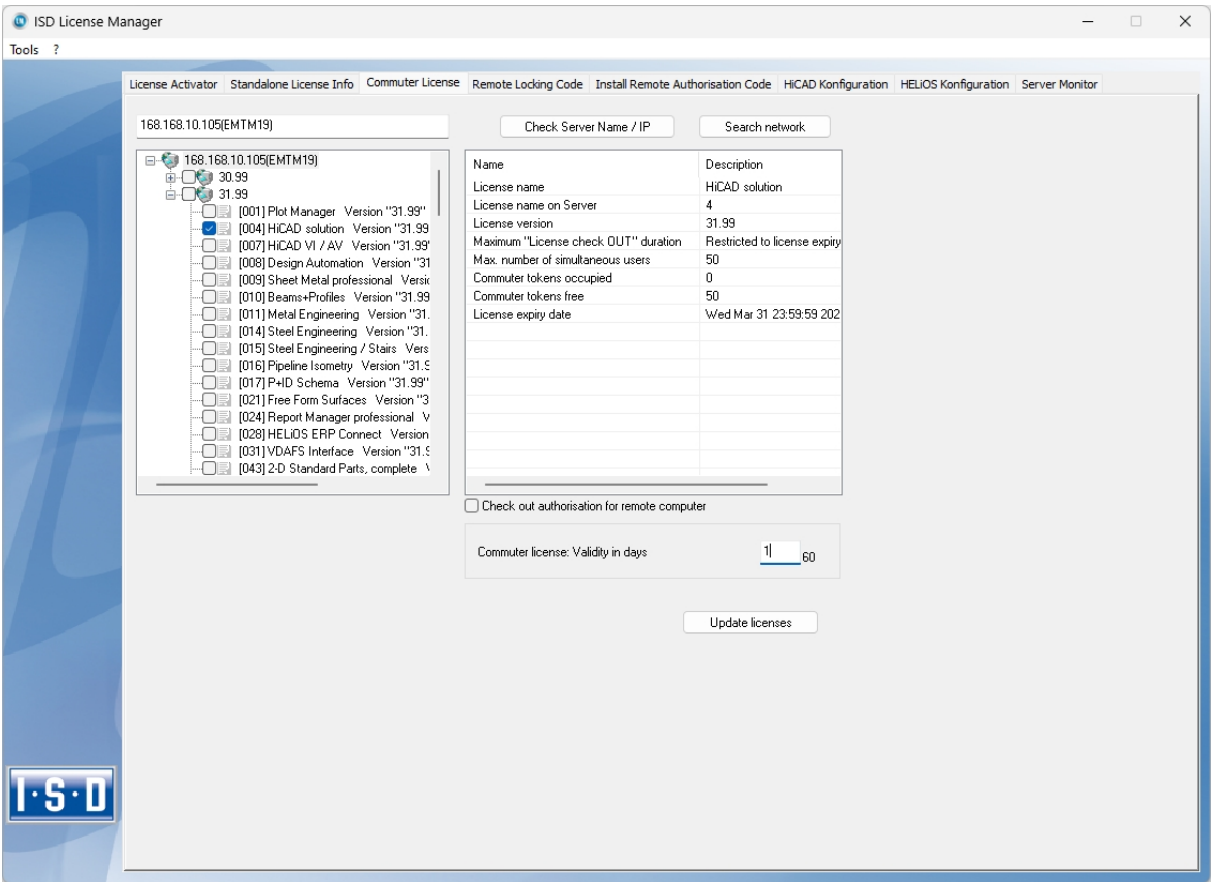 ISD License Manager
Tools ?
License Activator Standalone License Info Commuter License Remote Locking Code Install Remote Authorisation Code HiCAD Konfiguration HELiOS Konfiguration Server Monitor
168.168.10.105(EMTM19)
Check Server Name / IP Search network
168.168.10.105(EMTM19)
30.99
31.99
[001] Plot Manager Version "31.99"
[004] HiCAD solution Version "31.99
[007] HiCAD VI / AV Version "31.99"
[008] Design Automation Version "31
[009] Sheet Metal professional Versic
[010] Beams+Profiles Version "31.99
[011] Metal Engineering Version "31.
[014] Steel Engineering Version "31.
[015] Steel Engineering / Stairs Vers
[016] Pipeline Isometry Version "31.9
[017] P+ID Schema Version "31.99"
[021] Free Form Surfaces Version "3
[024] Report Manager professional V
[028] HELiOS ERP Connect Version
[031] VDAFS Interface Version "31.9
[043] 2-D Standard Parts, complete
Name Description
License name HiCAD solution
License name on Server 4
License version 31.99
Maximum "License check OUT" duration Restricted to license expiry
Max. number of simultaneous users 50
Commuter tokens occupied 0
Commuter tokens free 50
License expiry date Wed Mar 31 23:59:59 202
Check out authorisation for remote computer
Commuter license: Validity in days 1 60
Update licenses
I·S·D